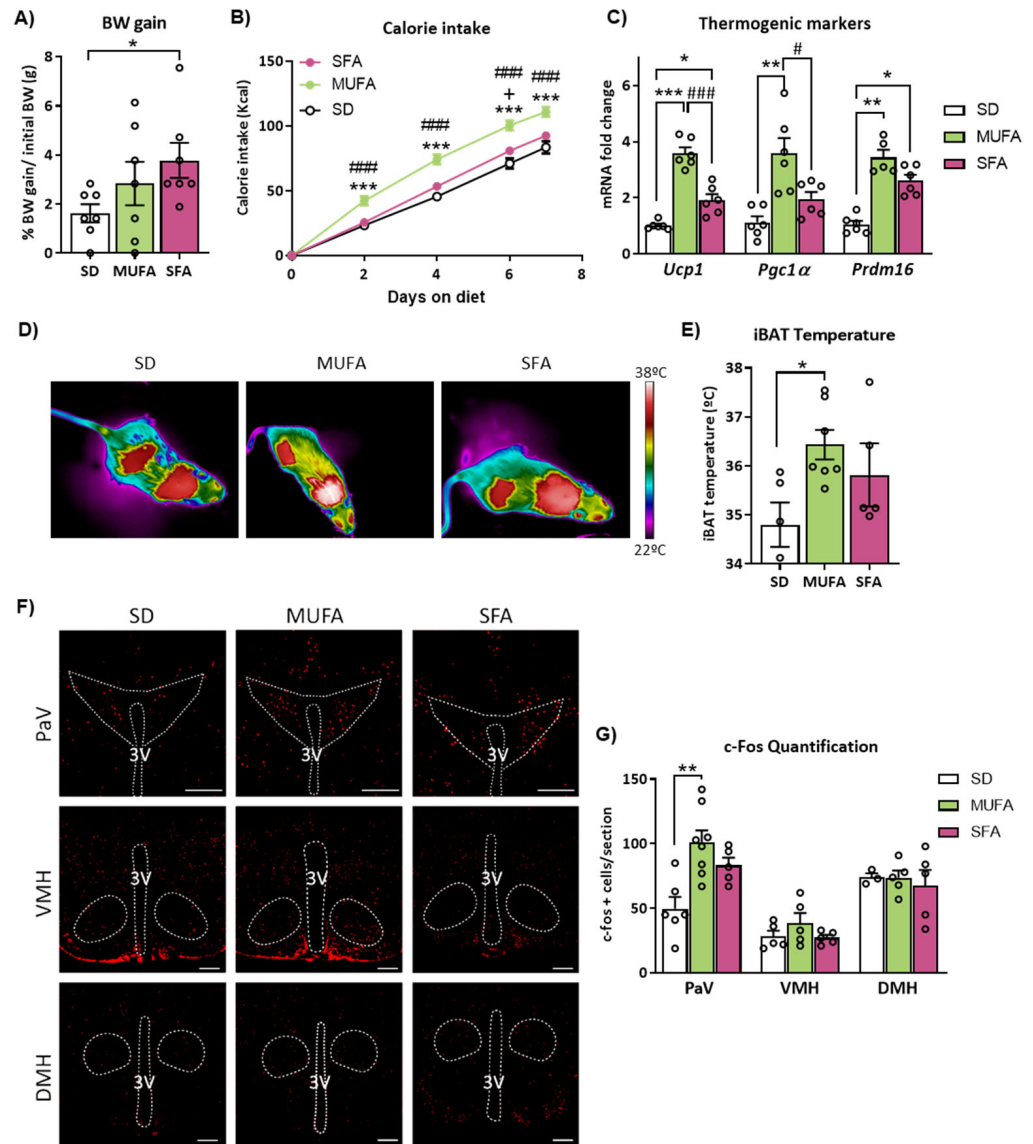 A)
BW gain
% BW gain/ initial BW (g)
10
8
6
4
2
0
*
SD MUFA SFA
B)
Calorie intake
Calorie intake (Kcal)
150
100
50
0
SFA
MUFA
SD
###
***
###
***
###
+
***
###
***
0 2 4 6 8
Days on diet
C)
Thermogenic markers
mRNA fold change
6
4
2
0
*
*** ###
** #
*
**
SD
MUFA
SFA
Ucp1 Pgc1α Prdm16
D)
SD MUFA SFA
38ºC
22ºC
E)
iBAT Temperature
iBAT temperature (ºC)
38
37
36
35
34
*
SD MUFA SFA
F)
SD MUFA SFA
PaV
3V 3V 3V
VMH
3V 3V 3V
DMH
3V 3V 3V
G)
c-Fos Quantification
c-fos + cells/section
150
100
50
0
**
SD
MUFA
SFA
PaV VMH DMH